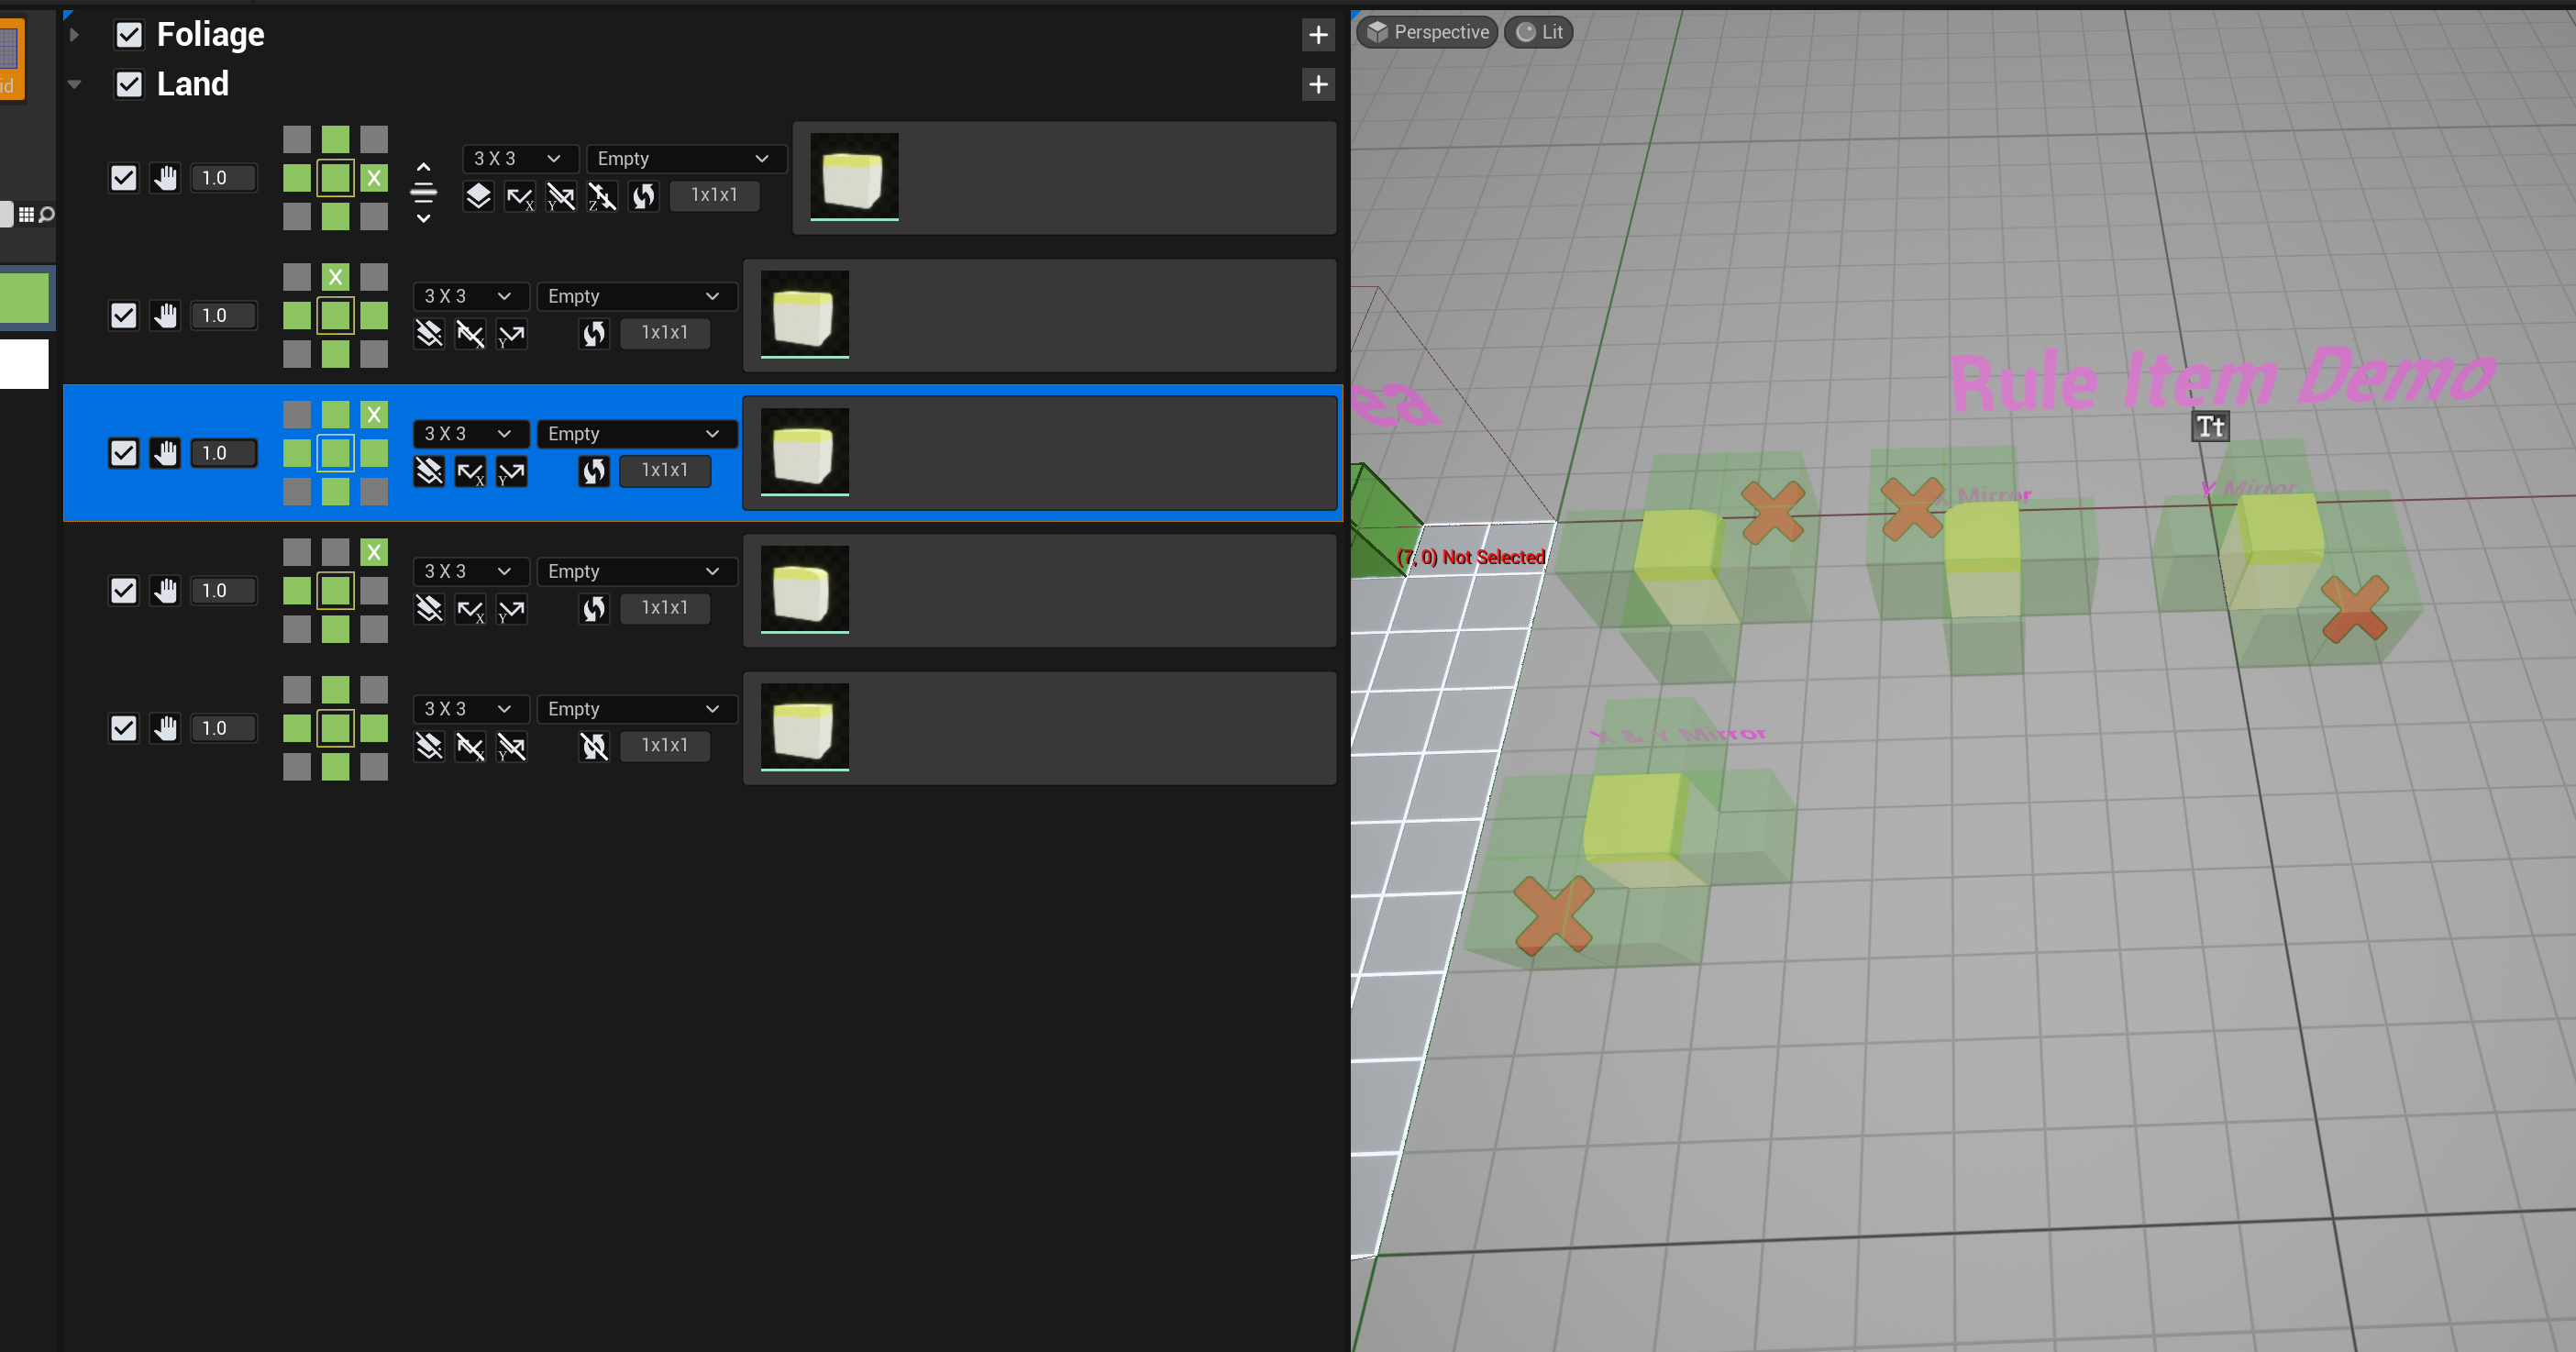 Foliage
Land
id
1.0
X
3 X 3
Empty
X
Y
Z
1x1x1
1.0
X
3 X 3
Empty
X
Y
1x1x1
1.0
X
3 X 3
Empty
X
Y
1x1x1
1.0
X
3 X 3
Empty
X
Y
1x1x1
1.0
3 X 3
Empty
X
Y
1x1x1
Perspective
Lit
Rule Item Demo
Tt
ea
Mirror
Y Mirror
(7, 0) Not Selected
X & Y Mirror